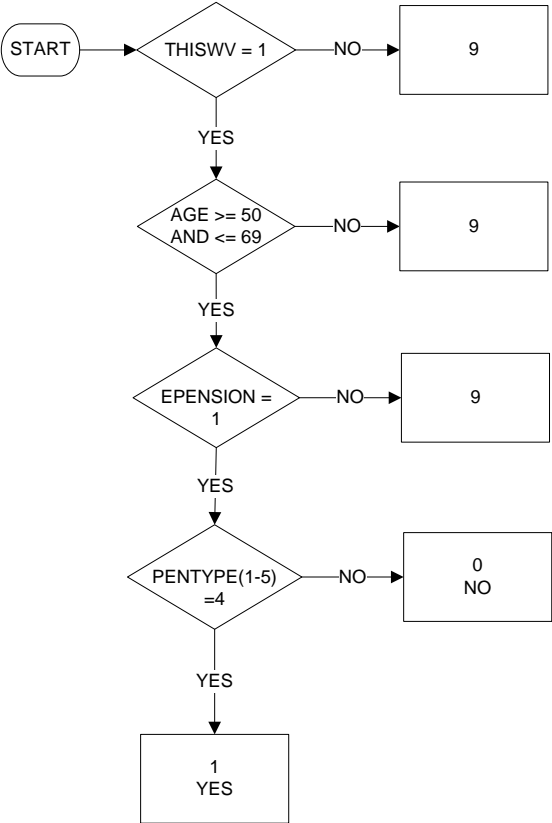 START
THISWV = 1
NO
9
YES
AGE >= 50
AND <= 69
NO
9
YES
EPENSION =
1
NO
9
YES
PENTYPE(1-5)
=4
NO
0
NO
YES
1
YES